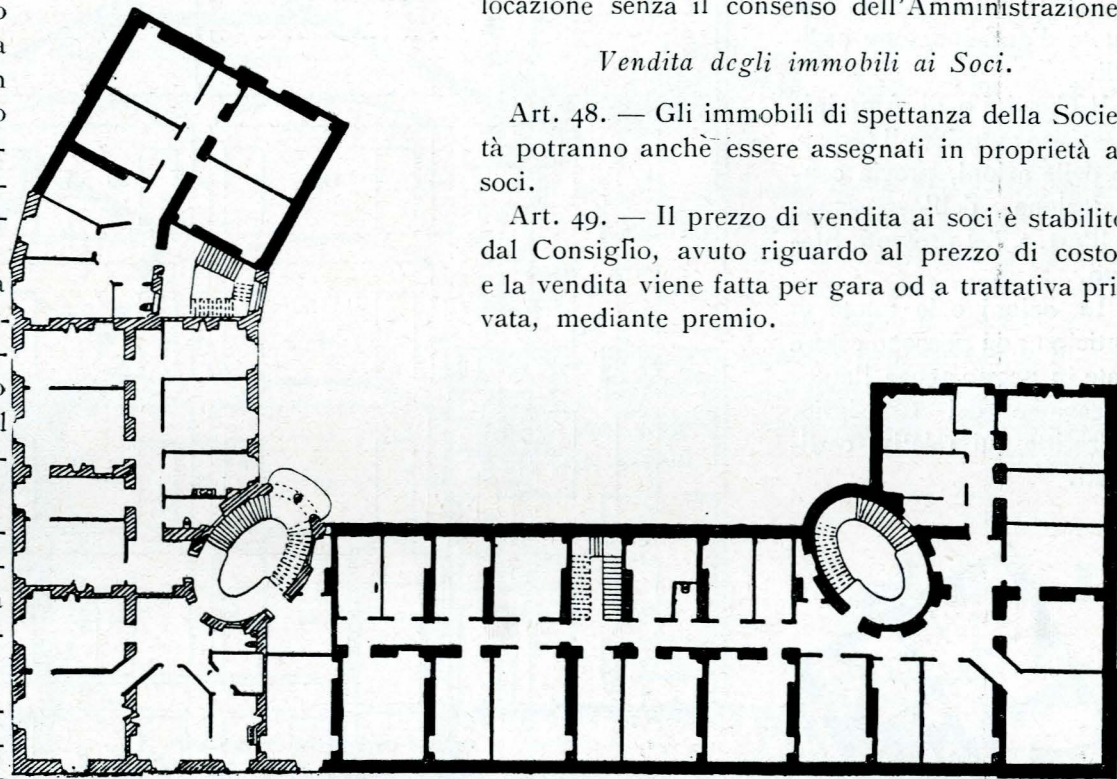 locazione senza il consenso dell'Amministrazione
Vendita degli immobili ai Soci.
Art. 48. — Gli immobili di spettanza della Socie
tà potranno anche essere assegnati in proprietà a
soci.
Art. 49. — Il prezzo di vendita ai soci è stabilito
dal Consiglio, avuto riguardo al prezzo di costo
e la vendita viene fatta per gara od a trattativa pri
vata, mediante premio.